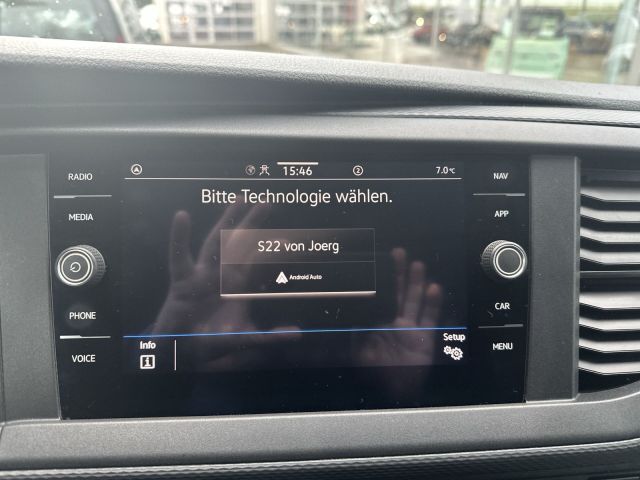 RADIO
MEDIA
PHONE
VOICE
15:46
2
7.0°C
Bitte Technologie wählen.
S22 von Joerg
Android Auto
Info
Setup
NAV
APP
CAR
MENU